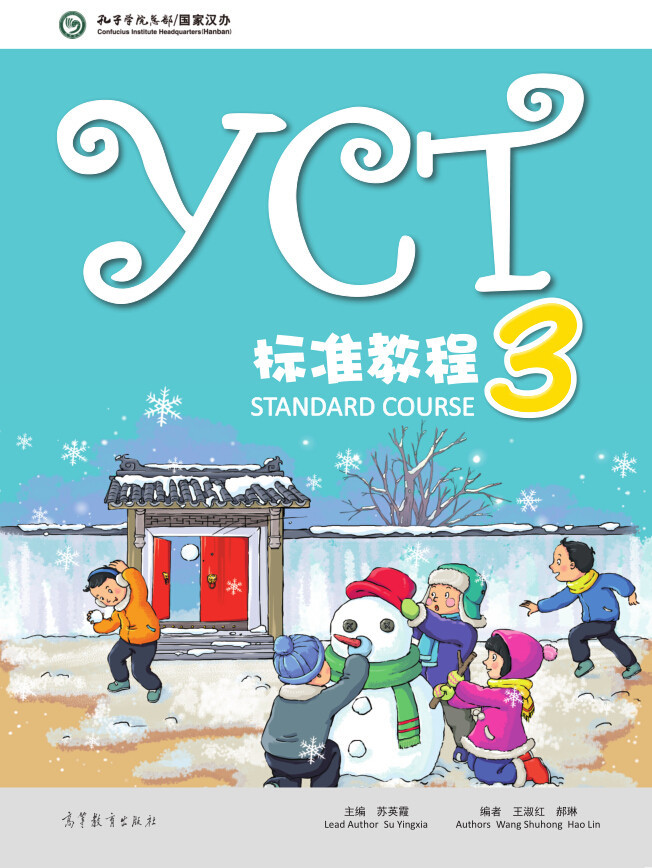 孔子学院总部/国家汉办
Confucius Institute Headquarters(Hanban)
YCT
标准教程 3
STANDARD COURSE
主编 苏英霞
Lead Author Su Yingxia
编者 王淑红 郝琳
Authors Wang Shuhong Hao Lin
高等教育出版社